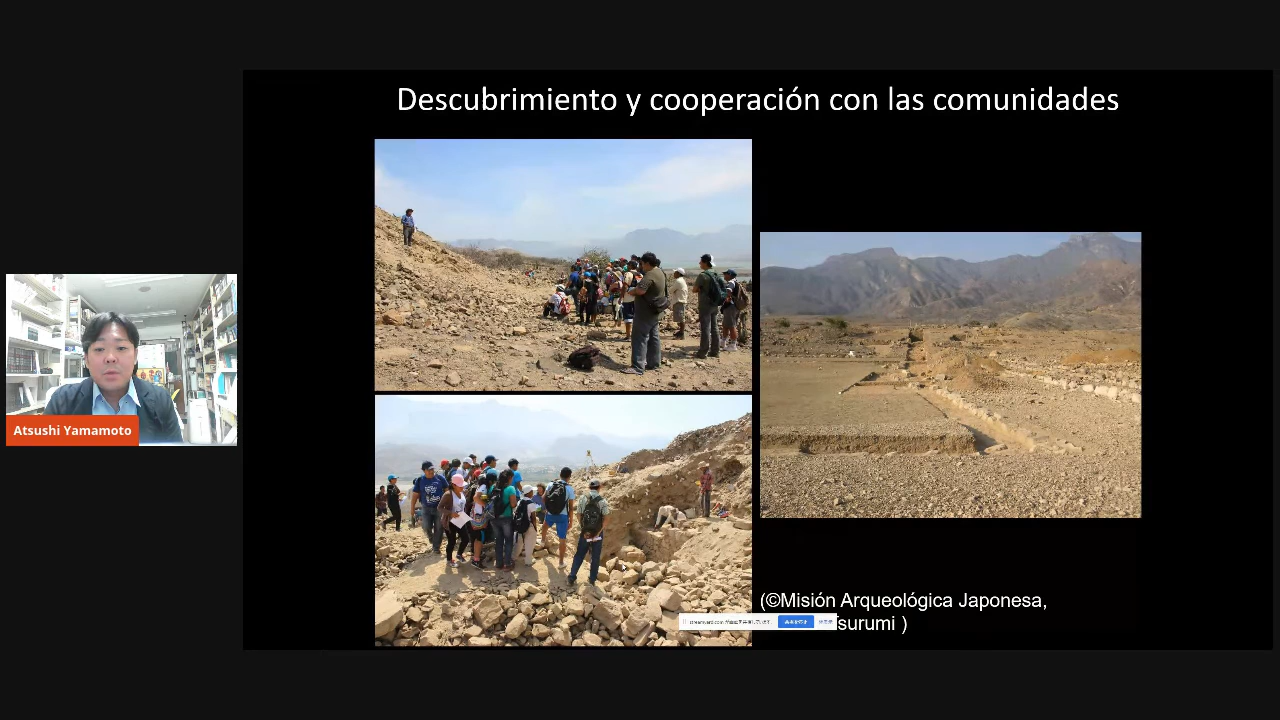 Descubrimiento y cooperación con las comunidades
Atsushi Yamamoto
(©Misión Arqueológica Japonesa,
surumi )